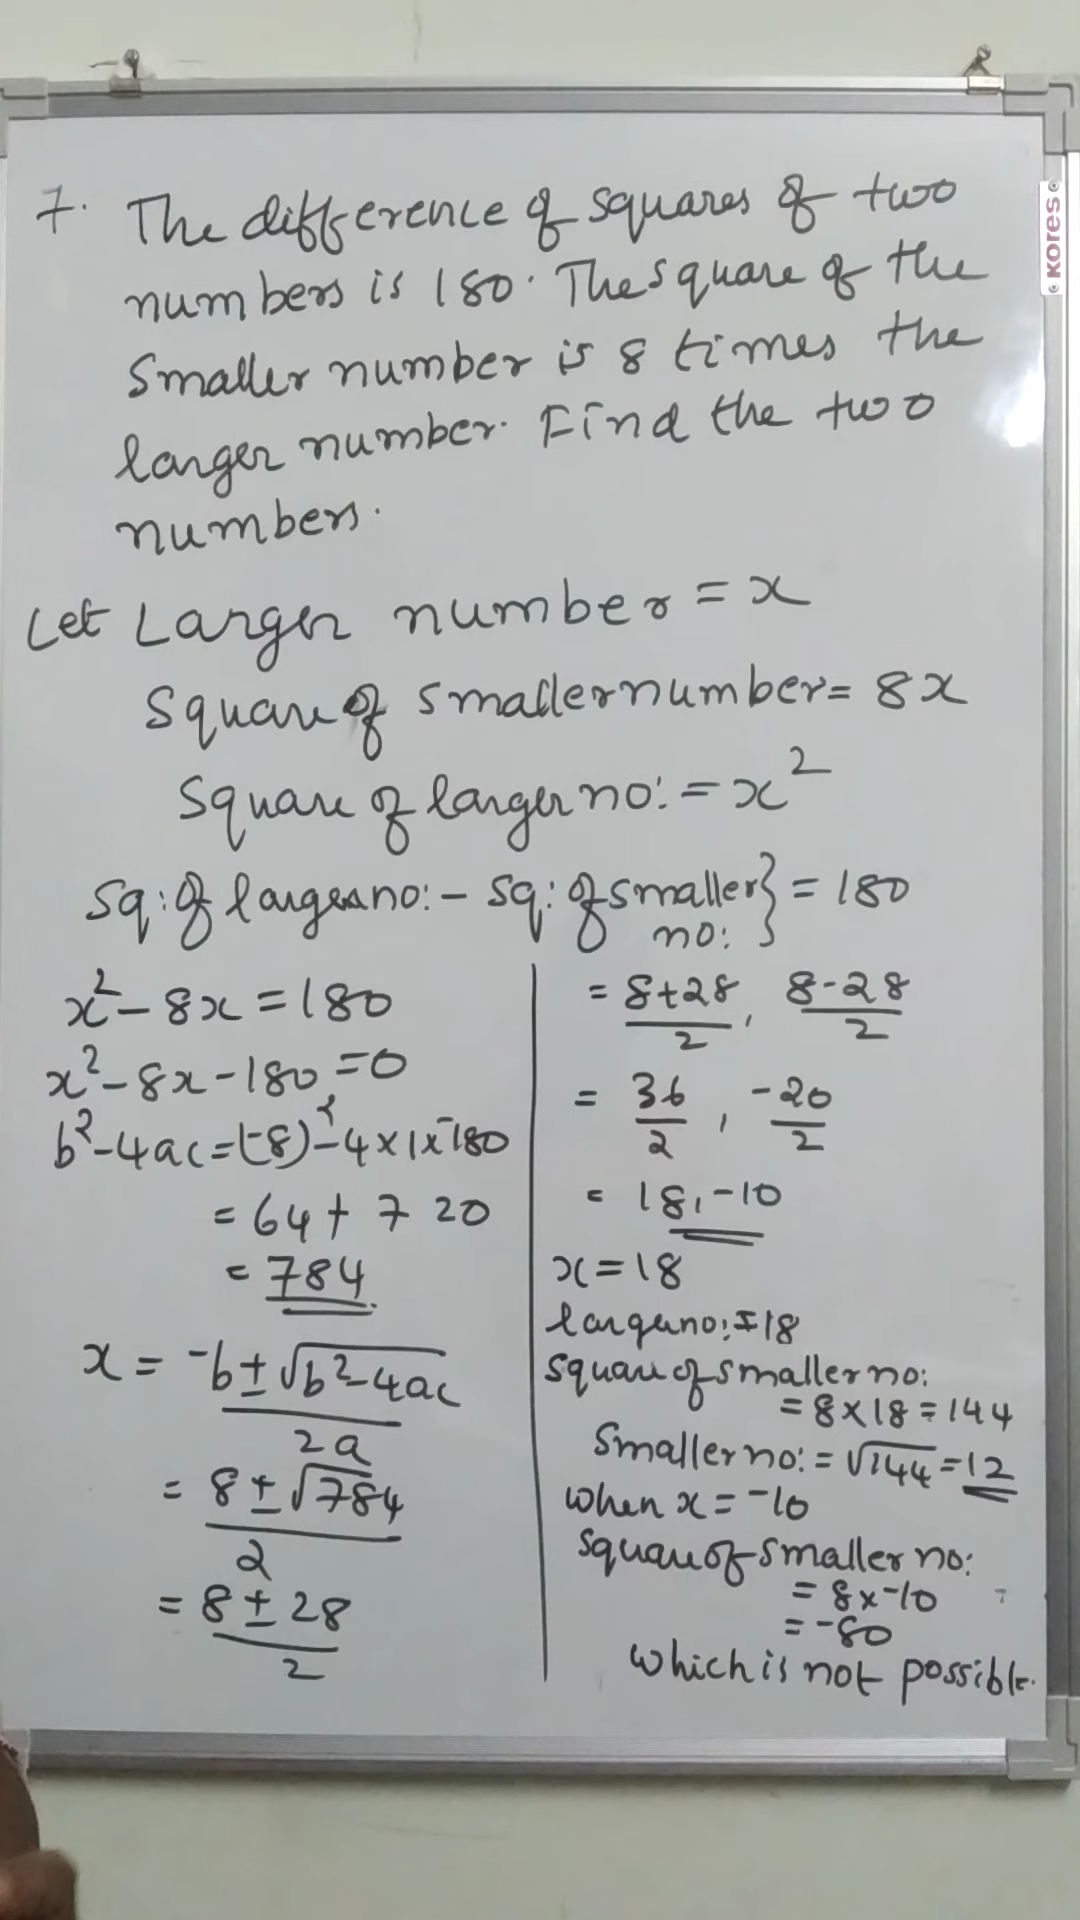 7. The difference of squares of two
numbers is 180. The square of the
smaller number is 8 times the
larger number. Find the two
numbers.
Let Larger number = x
Square of smaller number = 8x
Square of larger no: = x²
Sq: of larger no: - sq: of smaller no: } = 180
x² - 8x = 180
x² - 8x - 180 = 0
b² - 4ac = (-8)² - 4 × 1 × -180
= 64 + 720
= 784
x = (-b ± √(b² - 4ac)) / 2a
= (8 ± √784) / 2
= (8 ± 28) / 2
= (8 + 28) / 2, (8 - 28) / 2
= 36 / 2, -20 / 2
= 18, -10
x = 18
larger no: = 18
square of smaller no:
= 8 × 18 = 144
Smaller no: = √144 = 12
when x = -10
square of smaller no:
= 8 × -10
= -80
which is not possible.
KORES